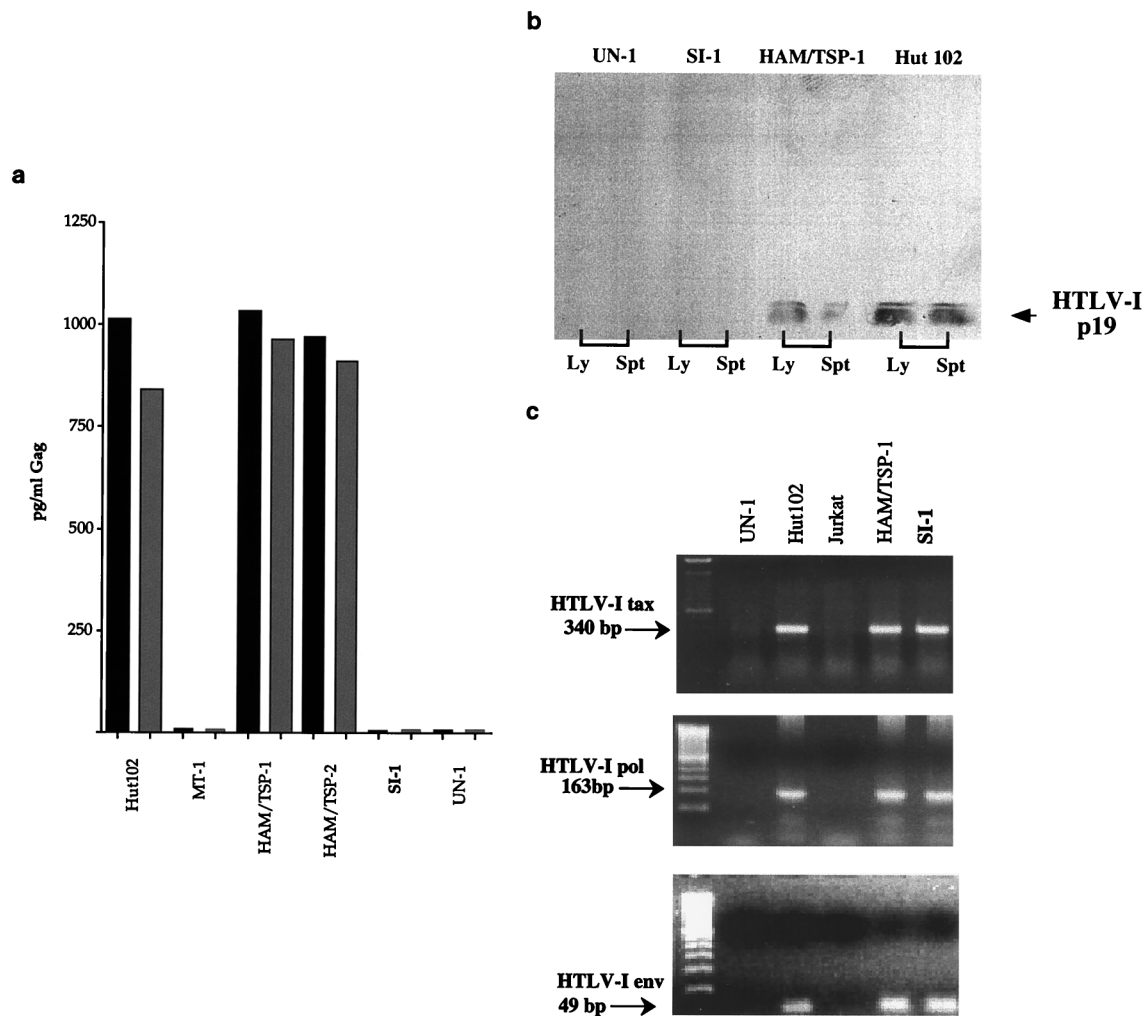 a
1250
1000
750
500
250
pg/ml Gag
Hut102
MT-1
HAM/TSP-1
HAM/TSP-2
SI-1
UN-1
b
UN-1 SI-1 HAM/TSP-1 Hut 102
HTLV-I
p19
Ly Spt Ly Spt Ly Spt Ly Spt
c
UN-1
Hut102
Jurkat
HAM/TSP-1
SI-1
HTLV-I tax
340 bp
HTLV-I pol
163bp
HTLV-I env
49 bp